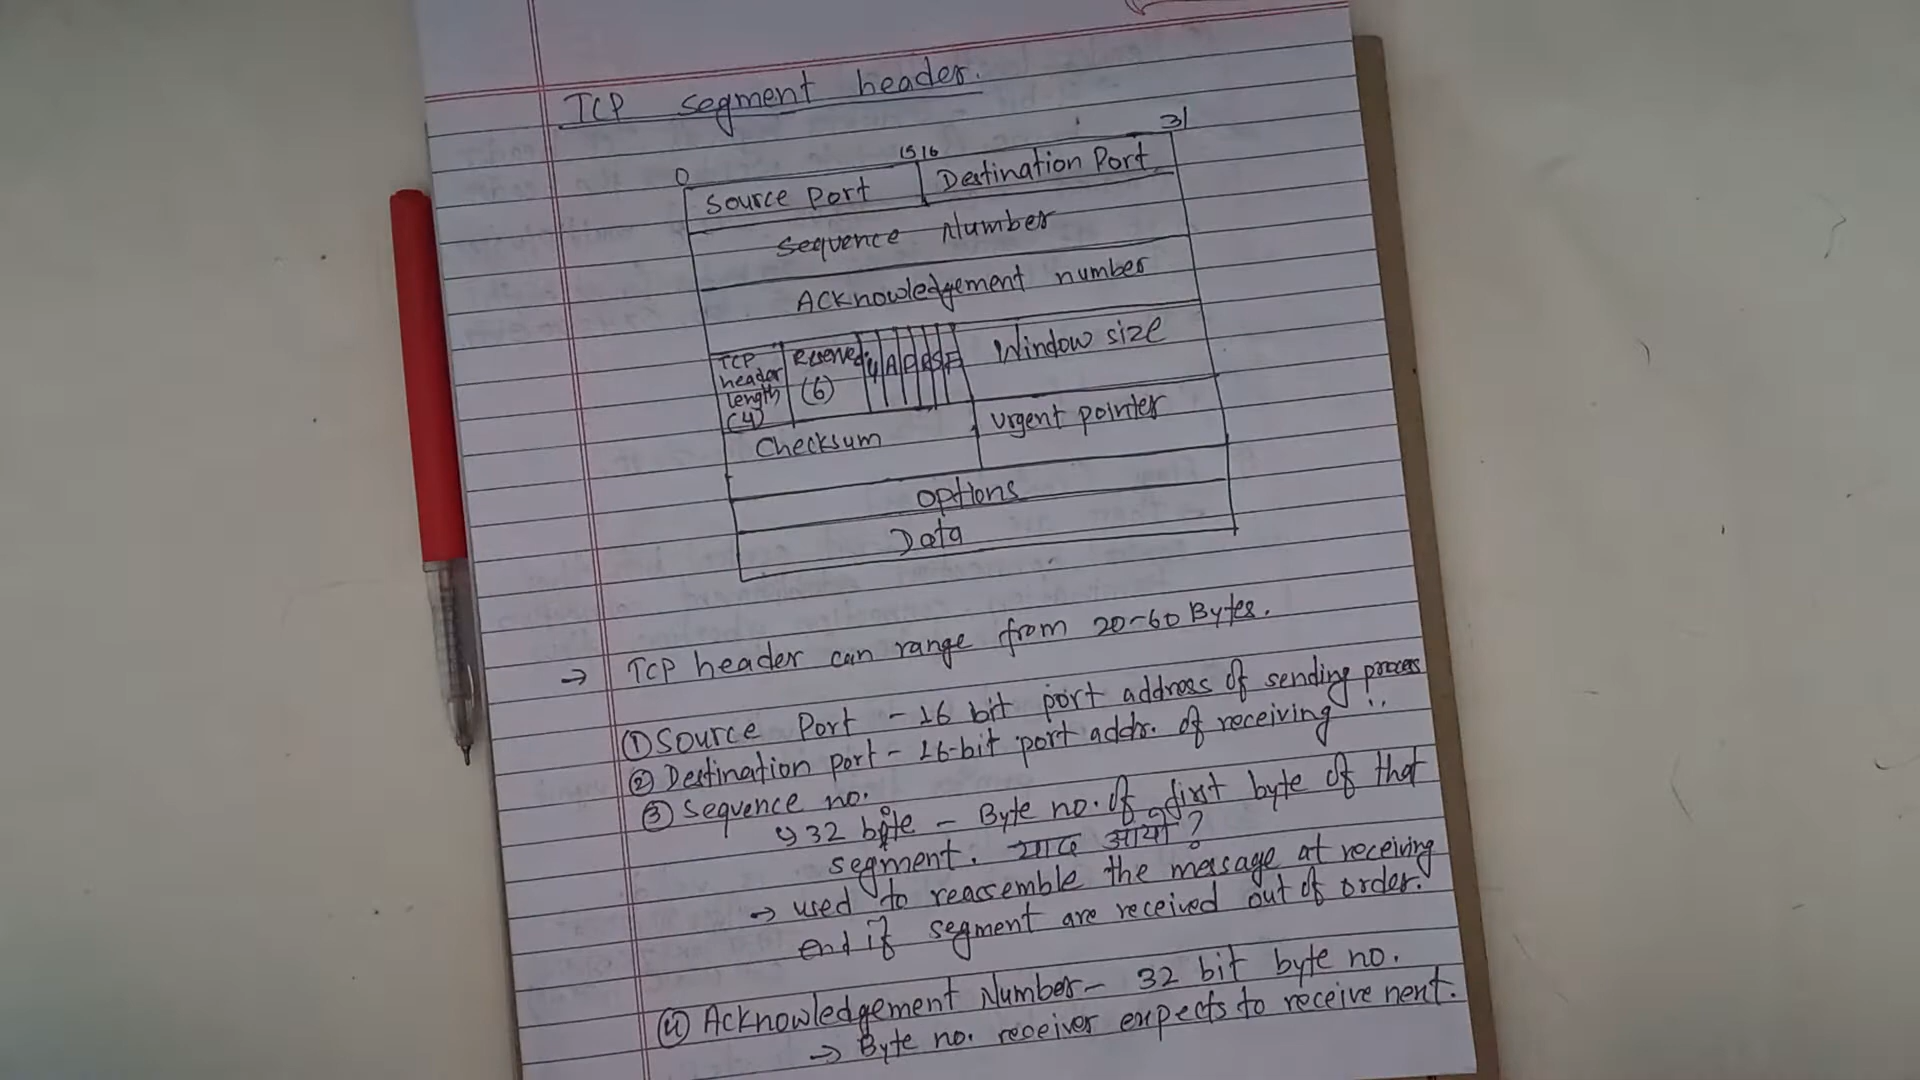 TCP segment header.
0 15 16 31
Source Port Destination Port
Sequence Number
Acknowledgement number
TCP header length (4) Reserved (6) U A P R S F Window size
Checksum Urgent pointer
Options
Data
→ TCP header can range from 20-60 Bytes.
① Source Port - 16 bit port address of sending process
② Destination port - 16-bit port addr. of receiving "
③ Sequence no.
↳ 32 bit - Byte no. of first byte of that
segment. याद आया ?
→ used to reassemble the message at receiving
end if segment are received out of order.
④ Acknowledgement Number - 32 bit byte no.
→ Byte no. receiver expects to receive next.